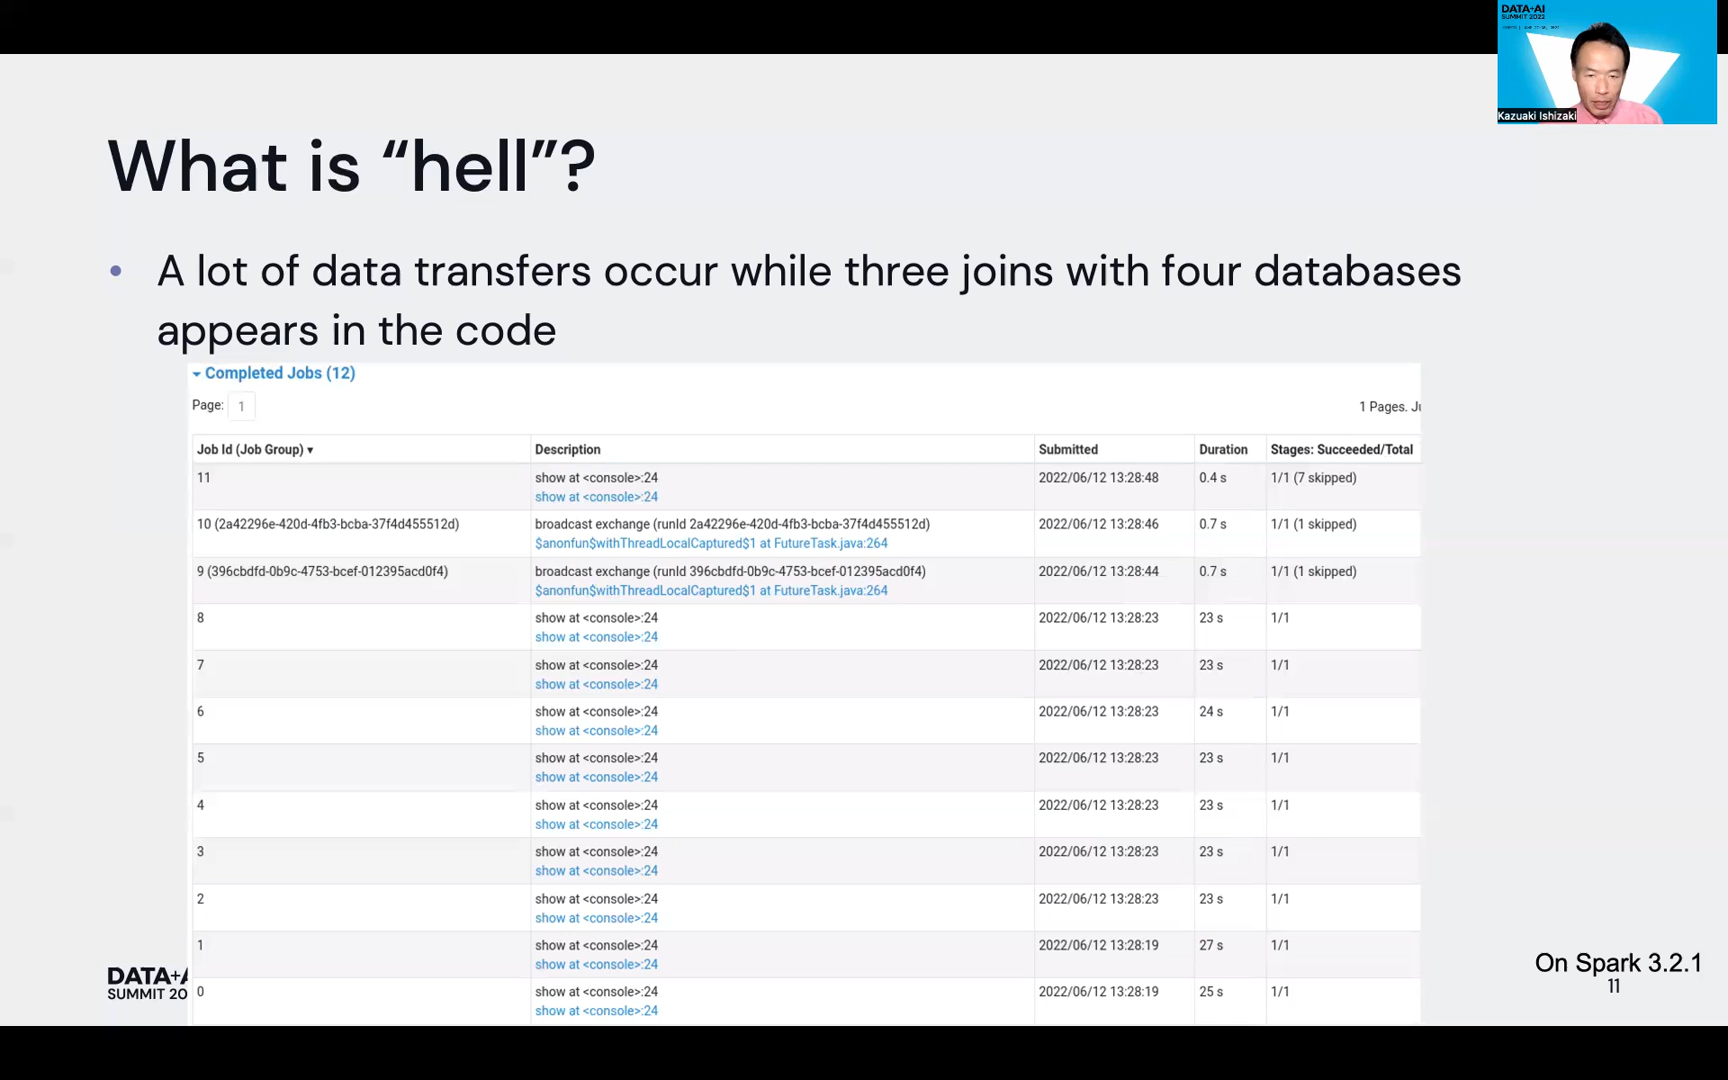 DATA+AI
SUMMIT 2022
Kazuaki Ishizaki
What is “hell”?
• A lot of data transfers occur while three joins with four databases
appears in the code
Completed Jobs (12)
Page: 1
1 Pages. Ju
Job Id (Job Group) ▾ Description Submitted Duration Stages: Succeeded/Total
11 show at <console>:24 2022/06/12 13:28:48 0.4 s 1/1 (7 skipped)
show at <console>:24
10 (2a42296e-420d-4fb3-bcba-37f4d455512d) broadcast exchange (runId 2a42296e-420d-4fb3-bcba-37f4d455512d) 2022/06/12 13:28:46 0.7 s 1/1 (1 skipped)
$anonfun$withThreadLocalCaptured$1 at FutureTask.java:264
9 (396cbdfd-0b9c-4753-bcef-012395acd0f4) broadcast exchange (runId 396cbdfd-0b9c-4753-bcef-012395acd0f4) 2022/06/12 13:28:44 0.7 s 1/1 (1 skipped)
$anonfun$withThreadLocalCaptured$1 at FutureTask.java:264
8 show at <console>:24 2022/06/12 13:28:23 23 s 1/1
show at <console>:24
7 show at <console>:24 2022/06/12 13:28:23 23 s 1/1
show at <console>:24
6 show at <console>:24 2022/06/12 13:28:23 24 s 1/1
show at <console>:24
5 show at <console>:24 2022/06/12 13:28:23 23 s 1/1
show at <console>:24
4 show at <console>:24 2022/06/12 13:28:23 23 s 1/1
show at <console>:24
3 show at <console>:24 2022/06/12 13:28:23 23 s 1/1
show at <console>:24
2 show at <console>:24 2022/06/12 13:28:23 23 s 1/1
show at <console>:24
1 show at <console>:24 2022/06/12 13:28:19 27 s 1/1
show at <console>:24
0 show at <console>:24 2022/06/12 13:28:19 25 s 1/1
show at <console>:24
DATA+A
SUMMIT 20
On Spark 3.2.1
11